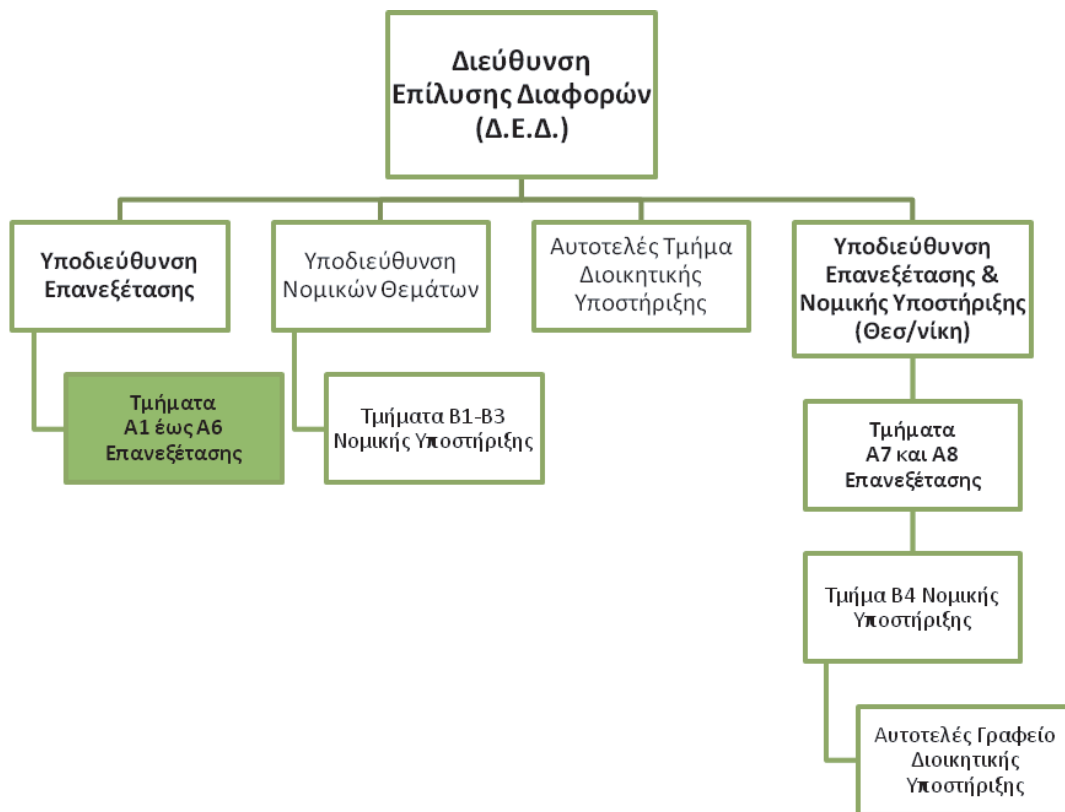 Διεύθυνση
Επίλυσης Διαφορών
(Δ.Ε.Δ.)
Υποδιεύθυνση
Επανεξέτασης
Υποδιεύθυνση
Νομικών Θεμάτων
Αυτοτελές Τμήμα
Διοικητικής
Υποστήριξης
Υποδιεύθυνση
Επανεξέτασης &
Νομικής Υποστήριξης
(Θεσ/νίκη)
Τμήματα
Α1 έως Α6
Επανεξέτασης
Τμήματα Β1-Β3
Νομικής Υποστήριξης
Τμήματα
Α7 και Α8
Επανεξέτασης
Τμήμα Β4 Νομικής
Υποστήριξης
Αυτοτελές Γραφείο
Διοικητικής
Υποστήριξης